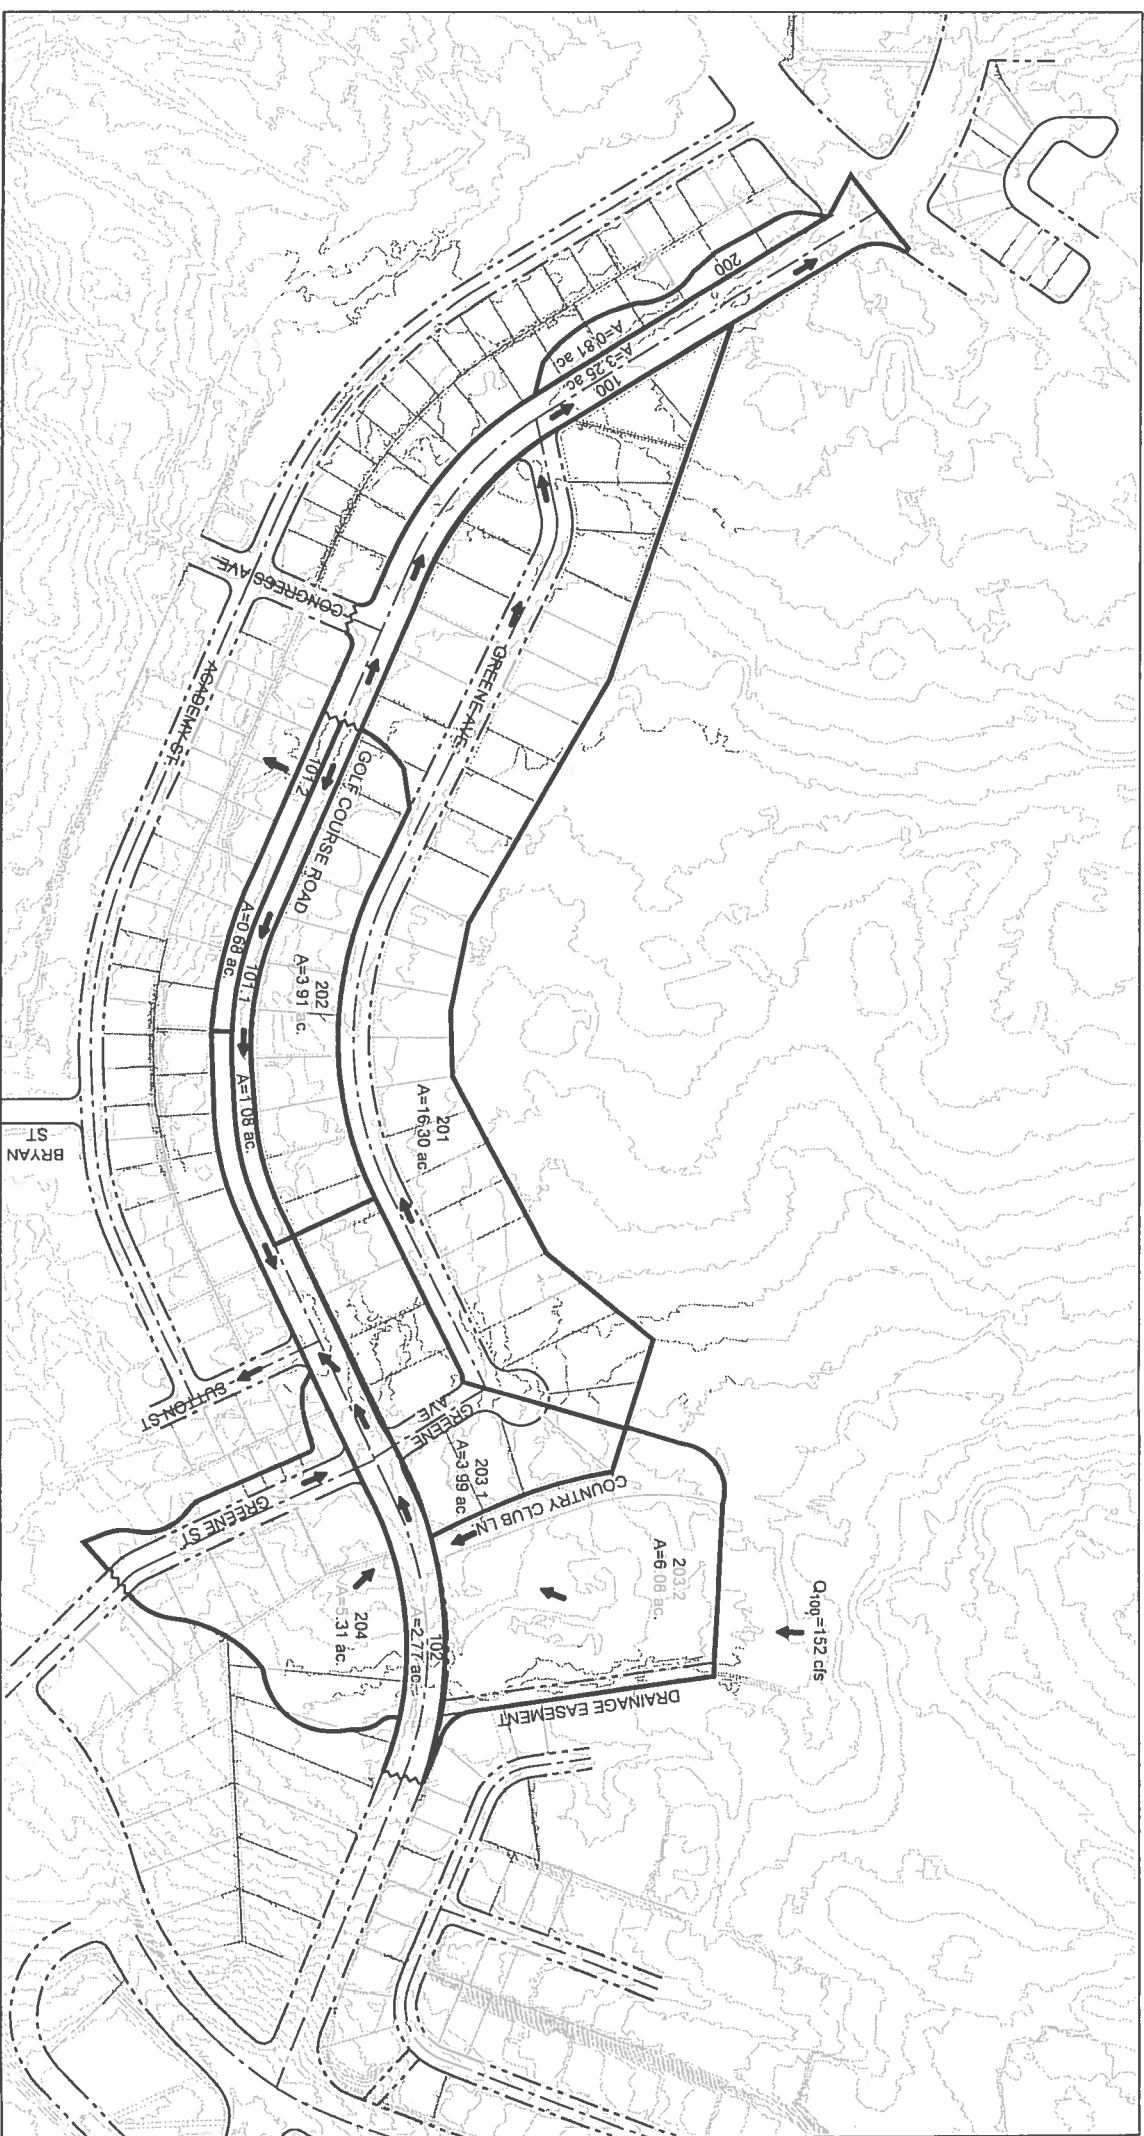 200
A=0.81 ac.
A=3.25 ac.
100
CONGRESS AVE
ACADEMY ST
GREENE AVE
101.2
GOLF COURSE ROAD
A=0.68 ac.
101.1
202
A=3.91 ac.
A=1.08 ac.
201
A=16.30 ac.
BRYAN
ST
SUTTON ST
GREENE
AVE
203.1
A=3.99 ac.
COUNTRY CLUB LN.
GREENE ST
203.2
A=6.08 ac.
Q100=152 cfs
204
A=5.31 ac.
102
=2.77 ac.
DRAINAGE EASEMENT